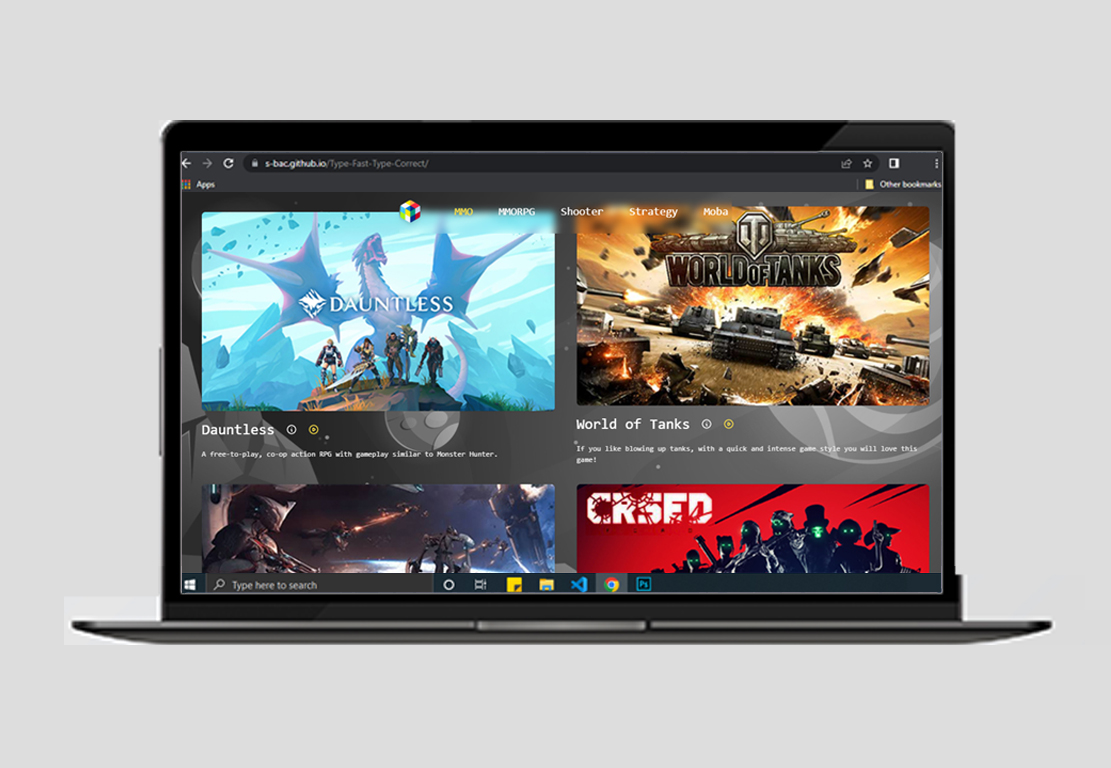 s-bac.github.io/Type-Fast-Type-Correct/
Apps
Other bookmarks
MMO MMORPG Shooter Strategy Moba
DAUNTLESS
WORLD OF TANKS
Dauntless
A free-to-play, co-op action RPG with gameplay similar to Monster Hunter.
World of Tanks
If you like blowing up tanks, with a quick and intense game style you will love this
game!
CRSED
Type here to search
Ps